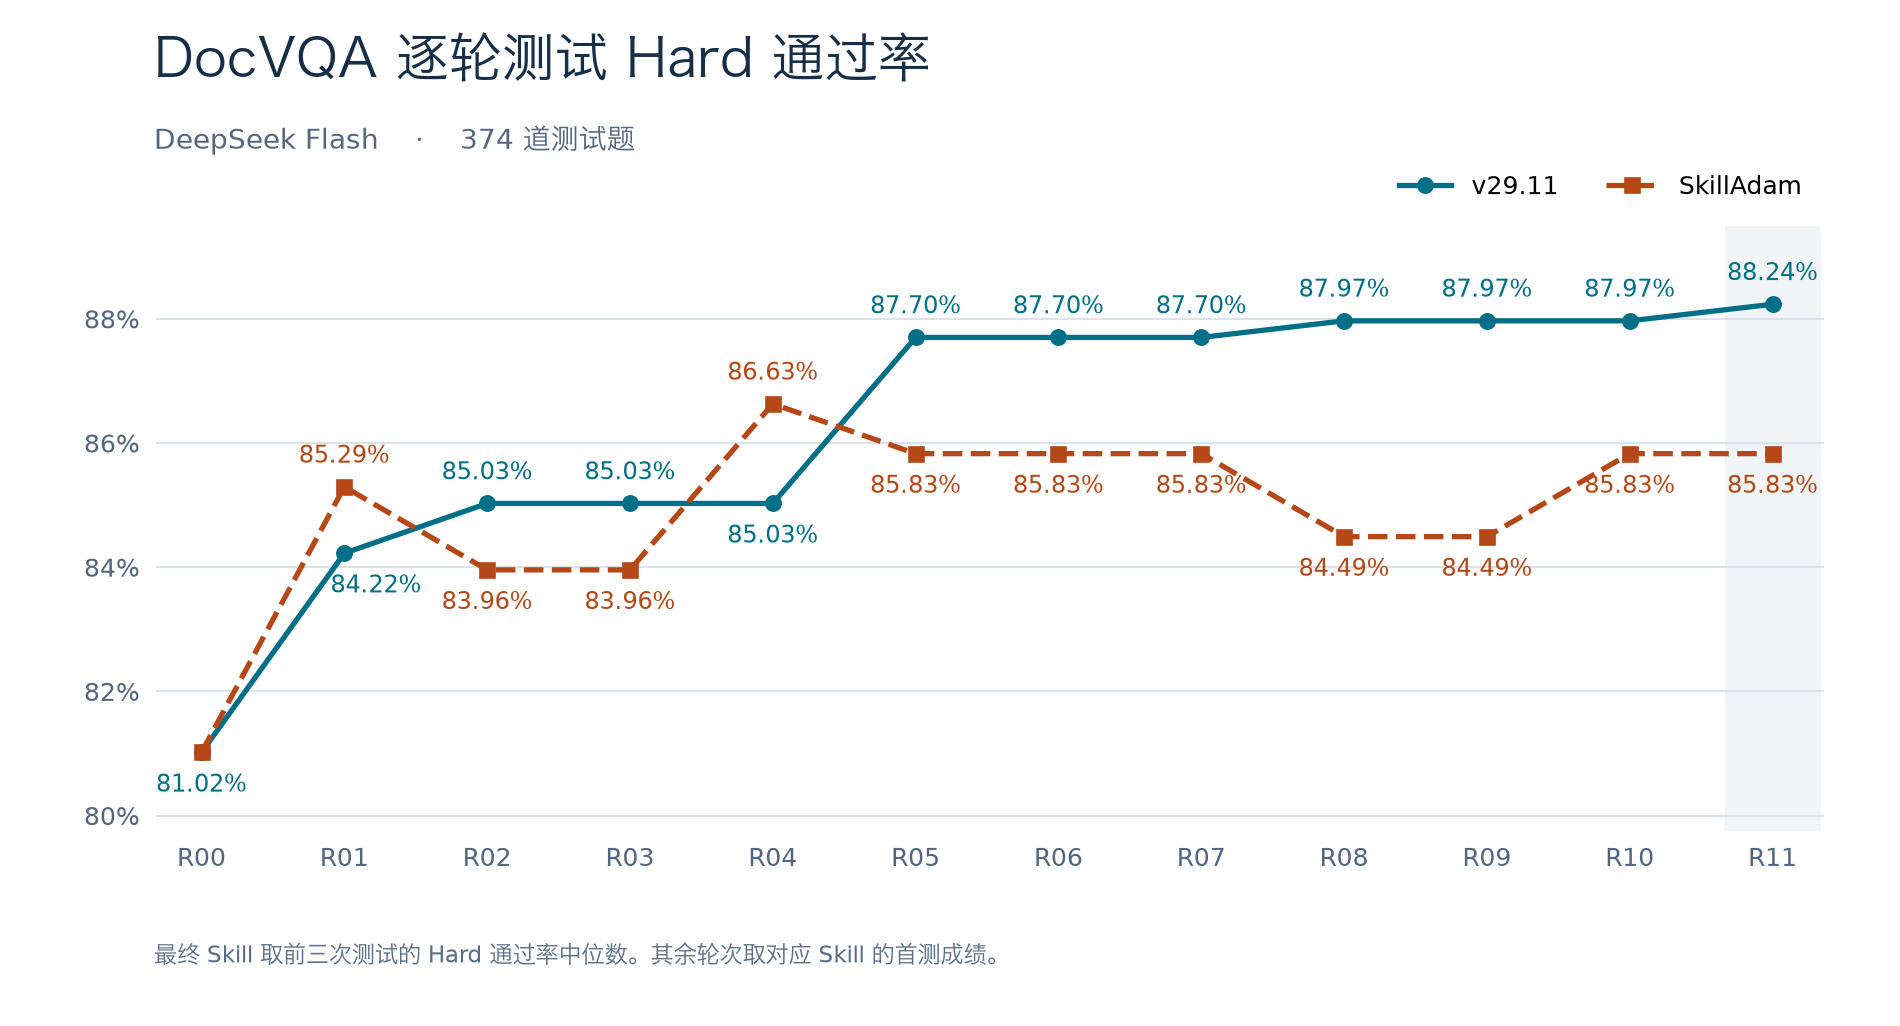 DocVQA 逐轮测试 Hard 通过率
DeepSeek Flash · 374 道测试题
v29.11 SkillAdam
88.24%
87.70% 87.70% 87.70% 87.97% 87.97% 87.97%
88%
86.63%
86%
85.29% 85.03% 85.03%
85.83% 85.83% 85.83% 85.83% 85.83%
85.03%
84%
84.49% 84.49%
84.22% 83.96% 83.96%
82%
81.02%
80%
R00 R01 R02 R03 R04 R05 R06 R07 R08 R09 R10 R11
最终 Skill 取前三次测试的 Hard 通过率中位数。其余轮次取对应 Skill 的首测成绩。